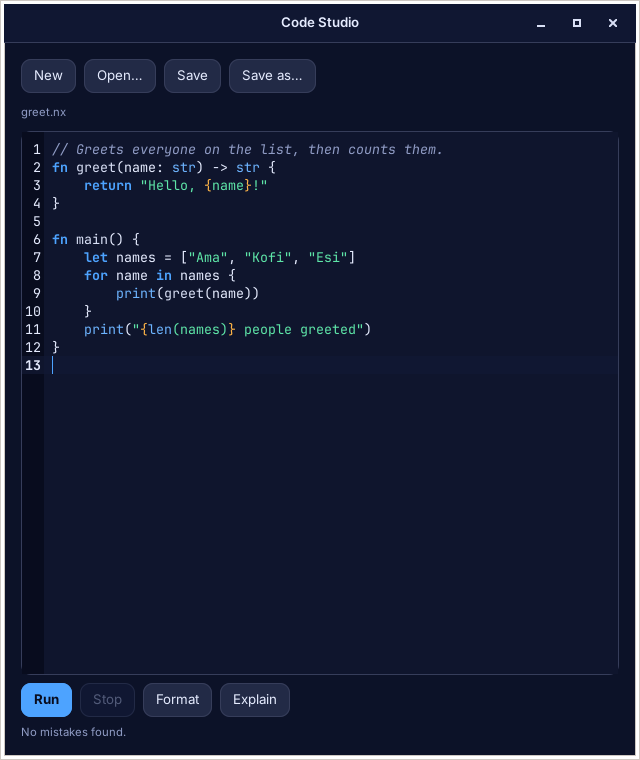 Code Studio
New Open... Save Save as...
greet.nx
1 // Greets everyone on the list, then counts them.
2 fn greet(name: str) -> str {
3     return "Hello, {name}!"
4 }
5
6 fn main() {
7     let names = ["Ama", "Kofi", "Esi"]
8     for name in names {
9         print(greet(name))
10     }
11     print("{len(names)} people greeted")
12 }
13
Run Stop Format Explain
No mistakes found.